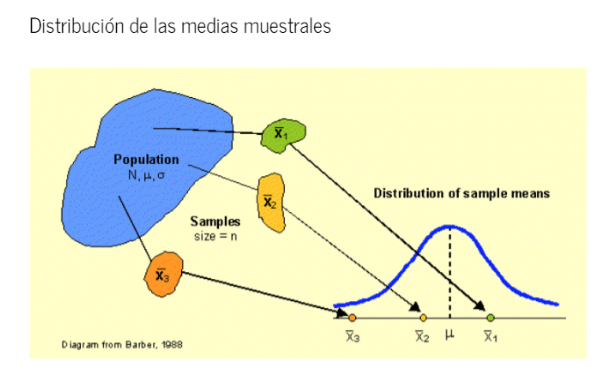 Distribución de las medias muestrales
Population
N, μ, σ
x̅₁
x̅₂
x̅₃
Samples
size = n
Distribution of sample means
x̅₃
x̅₂
μ
x̅₁
Diagram from Barber, 1988